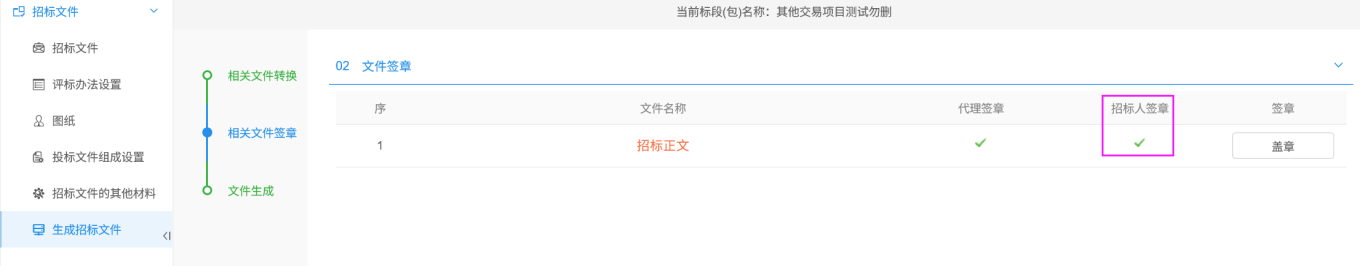 招标文件
当前标段(包)名称：其他交易项目测试勿删
招标文件
评标办法设置
图纸
投标文件组成设置
招标文件的其他材料
生成招标文件
相关文件转换
相关文件签章
文件生成
02 文件签章
序 文件名称 代理签章 招标人签章 签章
1 招标正文 盖章